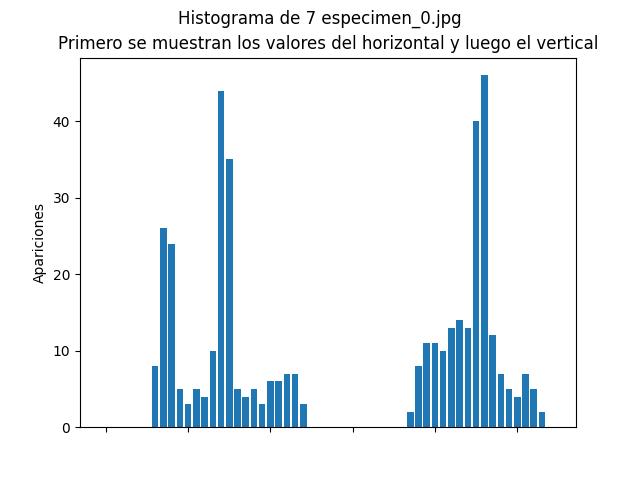 Histograma de 7 especimen_0.jpg
Primero se muestran los valores del horizontal y luego el vertical
Apariciones
40
30
20
10
0